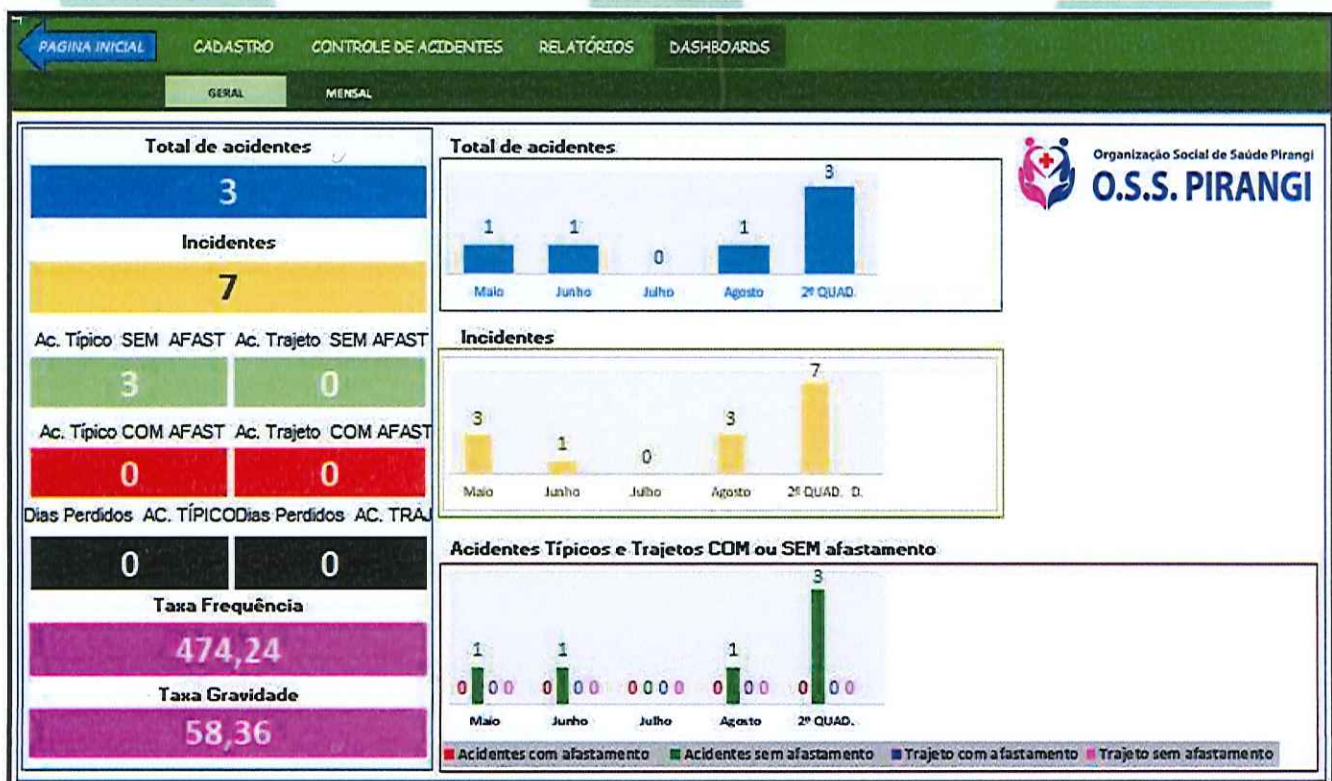 PAGINA INICIAL CADASTRO CONTROLE DE ACIDENTES RELATÓRIOS DASHBOARDS
GERAL MENSAL
Total de acidentes
3
Incidentes
7
Ac. Típico SEM AFAST Ac. Trajeto SEM AFAST
3 0
Ac. Típico COM AFAST Ac. Trajeto COM AFAST
0 0
Dias Perdidos AC. TÍPICO Dias Perdidos AC. TRAJ
0 0
Taxa Frequência
474,24
Taxa Gravidade
58,36
Total de acidentes
1 1 0 1 3
Maio Junho Julho Agosto 2º QUAD.
Incidentes
3 1 0 3 7
Maio Junho Julho Agosto 2º QUAD. D.
Acidentes Típicos e Trajetos COM ou SEM afastamento
1 1 1 3
0 0 0 0 0 0 0 0 0 0 0 0 0 0 0 0
Maio Junho Julho Agosto 2º QUAD.
Acidentes com afastamento Acidentes sem afastamento Trajeto com afastamento Trajeto sem afastamento
Organização Social de Saúde Pirangi
O.S.S. PIRANGI